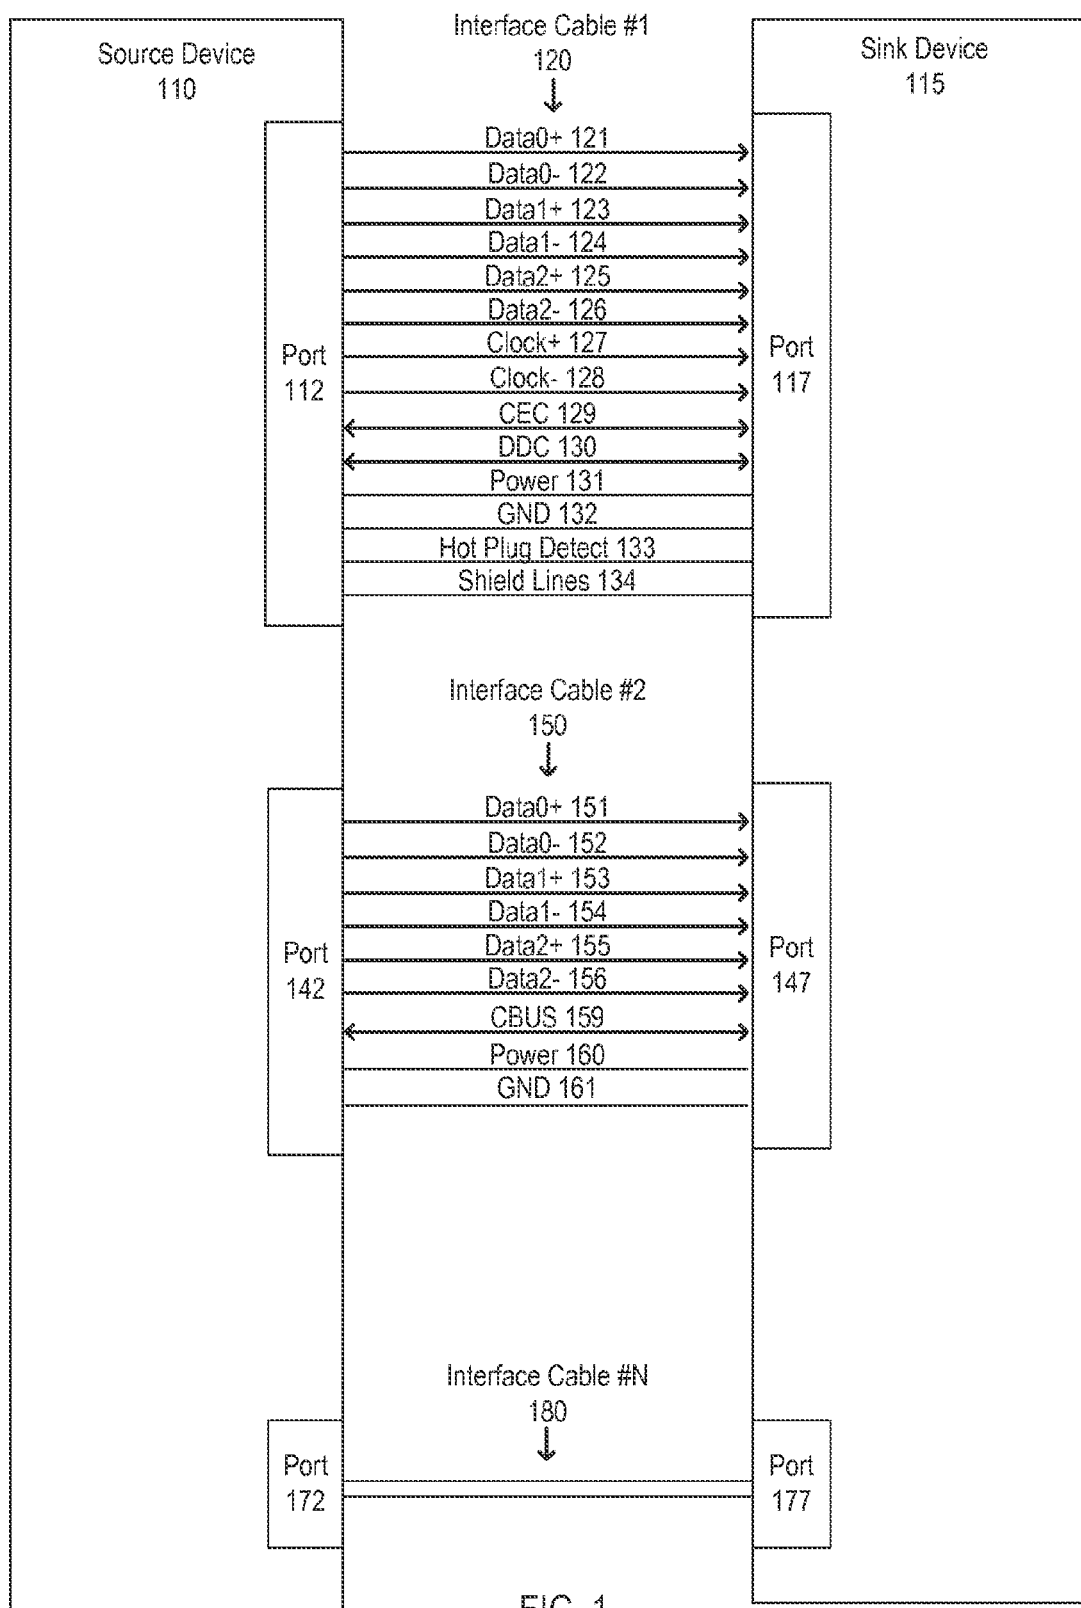 Interface Cable #1
120
Source Device
110
Sink Device
115
Data0+ 121
Data0- 122
Data1+ 123
Data1- 124
Data2+ 125
Data2- 126
Clock+ 127
Clock- 128
CEC 129
DDC 130
Power 131
GND 132
Hot Plug Detect 133
Shield Lines 134
Port
112
Port
117
Interface Cable #2
150
Data0+ 151
Data0- 152
Data1+ 153
Data1- 154
Data2+ 155
Data2- 156
CBUS 159
Power 160
GND 161
Port
142
Port
147
Interface Cable #N
180
Port
172
Port
177
FIG. 1